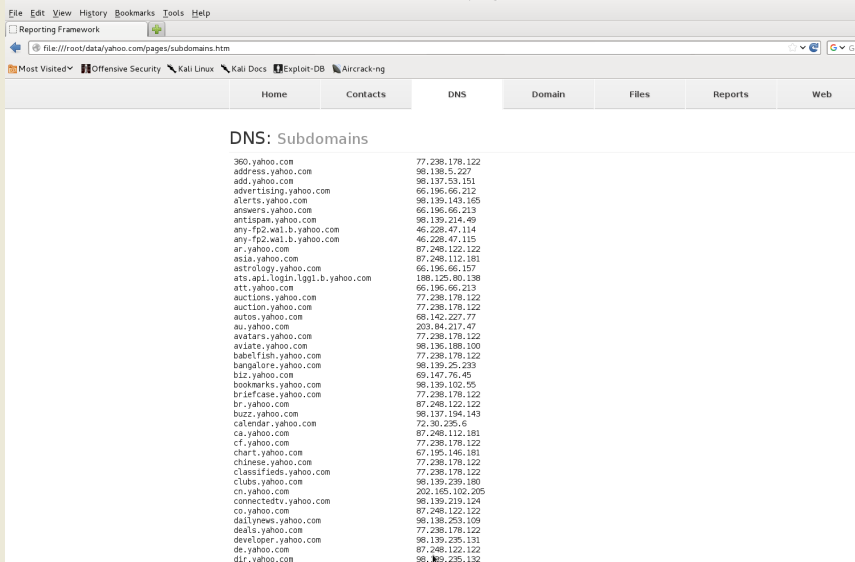 File Edit View History Bookmarks Tools Help
Reporting Framework
file:///root/data/yahoo.com/pages/subdomains.htm
G
Most Visited Offensive Security Kali Linux Kali Docs Exploit-DB Aircrack-ng
Home Contacts DNS Domain Files Reports Web
DNS: Subdomains
360.yahoo.com 77.238.178.122
address.yahoo.com 98.138.5.227
add.yahoo.com 98.137.53.151
advertising.yahoo.com 66.196.66.212
alerts.yahoo.com 98.139.143.165
answers.yahoo.com 66.196.66.213
antispam.yahoo.com 98.139.214.49
any-fp2.wa1.b.yahoo.com 46.228.47.114
any-fp2.wa1.b.yahoo.com 46.228.47.115
ar.yahoo.com 87.248.122.122
asia.yahoo.com 87.248.112.181
astrology.yahoo.com 66.196.66.157
ats.api.login.lgg1.b.yahoo.com 188.125.80.138
att.yahoo.com 66.196.66.213
auctions.yahoo.com 77.238.178.122
auction.yahoo.com 77.238.178.122
autos.yahoo.com 68.142.227.77
au.yahoo.com 203.84.217.47
avatars.yahoo.com 77.238.178.122
aviate.yahoo.com 98.136.188.100
babelfish.yahoo.com 77.238.178.122
bangalore.yahoo.com 98.139.25.233
biz.yahoo.com 69.147.76.45
bookmarks.yahoo.com 98.139.102.55
briefcase.yahoo.com 77.238.178.122
br.yahoo.com 87.248.122.122
buzz.yahoo.com 98.137.194.143
calendar.yahoo.com 72.30.235.6
ca.yahoo.com 87.248.112.181
cf.yahoo.com 77.238.178.122
chart.yahoo.com 67.195.146.181
chinese.yahoo.com 77.238.178.122
classifieds.yahoo.com 77.238.178.122
clubs.yahoo.com 98.139.239.180
cn.yahoo.com 202.165.102.205
connectedtv.yahoo.com 98.139.219.124
co.yahoo.com 87.248.122.122
dailynews.yahoo.com 98.138.253.109
deals.yahoo.com 77.238.178.122
developer.yahoo.com 98.139.235.131
de.yahoo.com 87.248.122.122
dir.yahoo.com